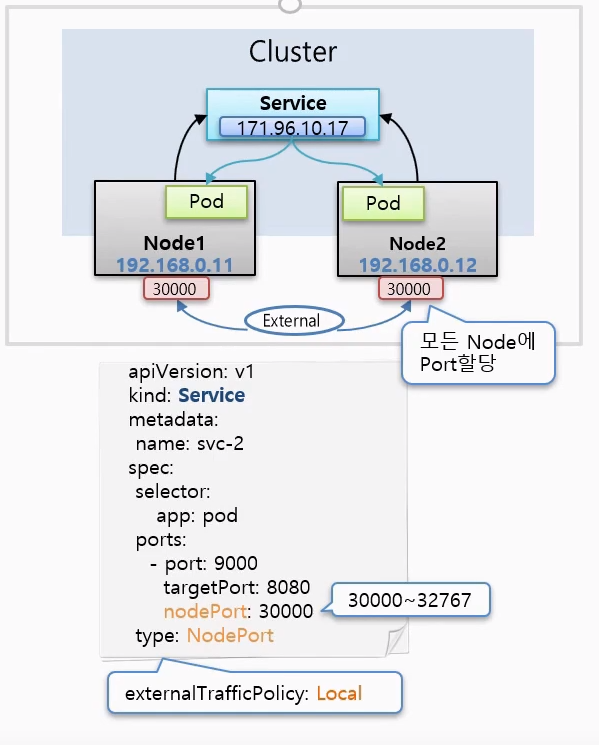 Cluster
Service
171.96.10.17
Pod
Pod
Node1
Node2
192.168.0.11
192.168.0.12
30000
30000
External
모든 Node에
Port할당
apiVersion: v1
kind: Service
metadata:
name: svc-2
spec:
selector:
app: pod
ports:
- port: 9000
targetPort: 8080
nodePort: 30000
30000~32767
type: NodePort
externalTrafficPolicy: Local